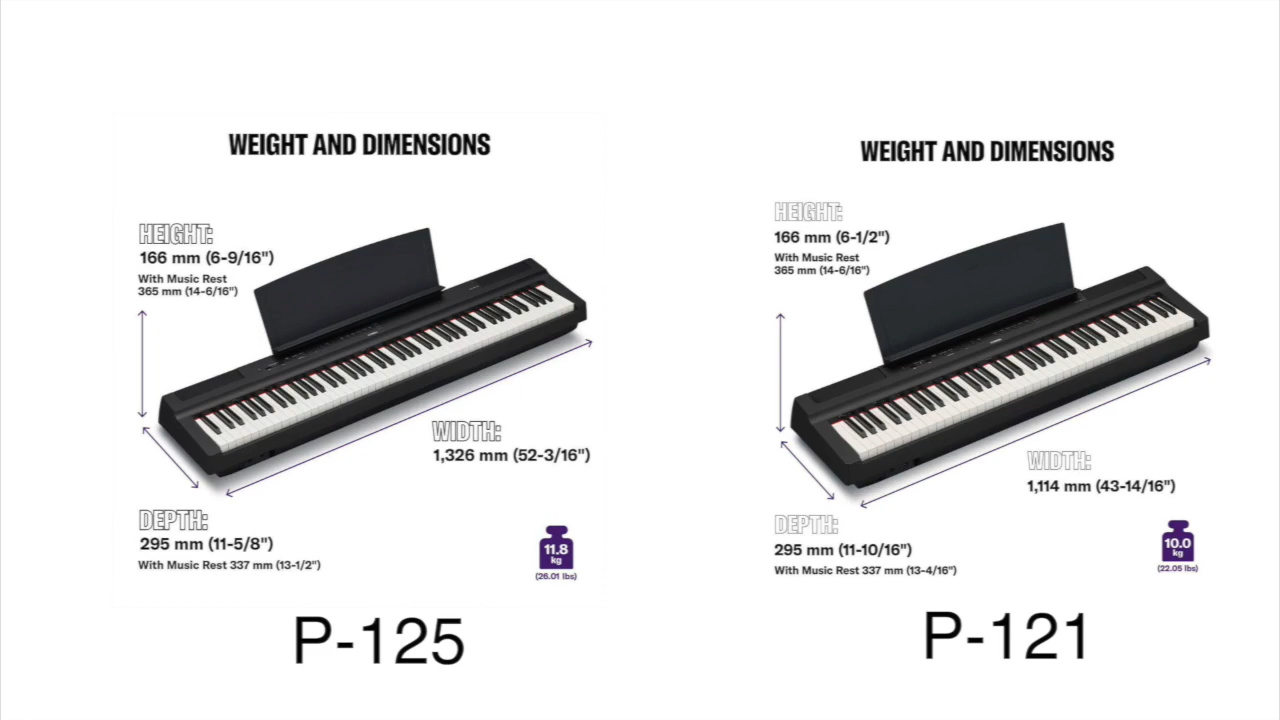 WEIGHT AND DIMENSIONS
HEIGHT:
166 mm (6-9/16")
With Music Rest
365 mm (14-6/16")
WIDTH:
1,326 mm (52-3/16")
DEPTH:
295 mm (11-5/8")
With Music Rest 337 mm (13-1/2")
11.8
kg
(26.01 lbs)
P-125
WEIGHT AND DIMENSIONS
HEIGHT:
166 mm (6-1/2")
With Music Rest
365 mm (14-6/16")
WIDTH:
1,114 mm (43-14/16")
DEPTH:
295 mm (11-10/16")
With Music Rest 337 mm (13-4/16")
10.0
kg
(22.05 lbs)
P-121